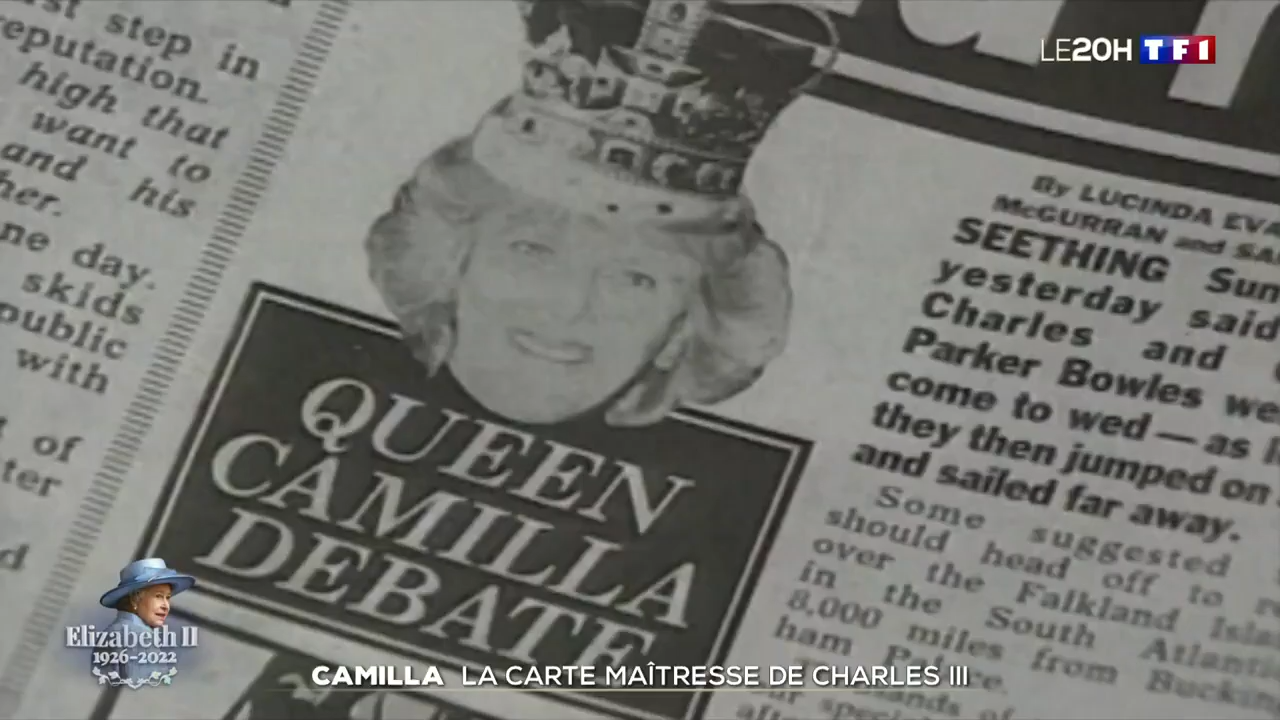 LE20H TF1
st step in
reputation.
high that
want to
and his
her.
ne day.
skids
public
with
of
ter
d
QUEEN
CAMILLA
DEBATE
By LUCINDA EVA
McGURRAN and SA
SEETHING Sun
yesterday said
Charles and
Parker Bowles we
come to wed — as
they then jumped on
and sailed far away.
Some suggested
should head off to
over the Falkland Isla
in the South Atlanti
8,000 miles from Buckin
ham
Elizabeth II
1926-2022
CAMILLA LA CARTE MAÎTRESSE DE CHARLES III